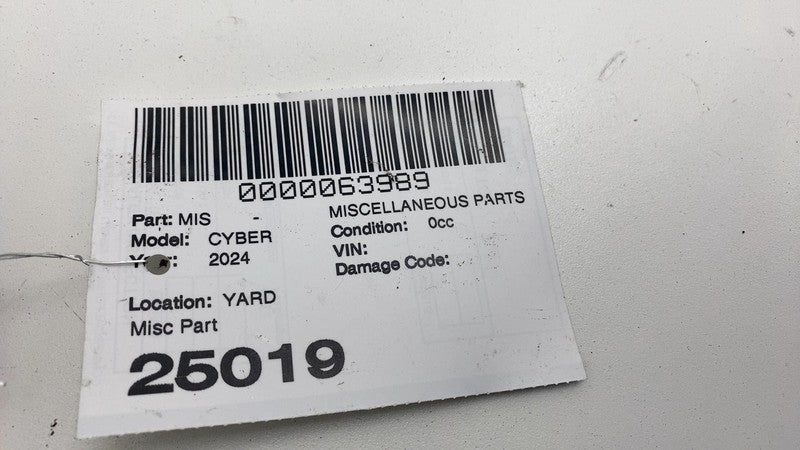 0000063989
Part: MIS -
MISCELLANEOUS PARTS
Model: CYBER
Condition: 0cc
2024
VIN:
Damage Code:
Location: YARD
Misc Part
25019